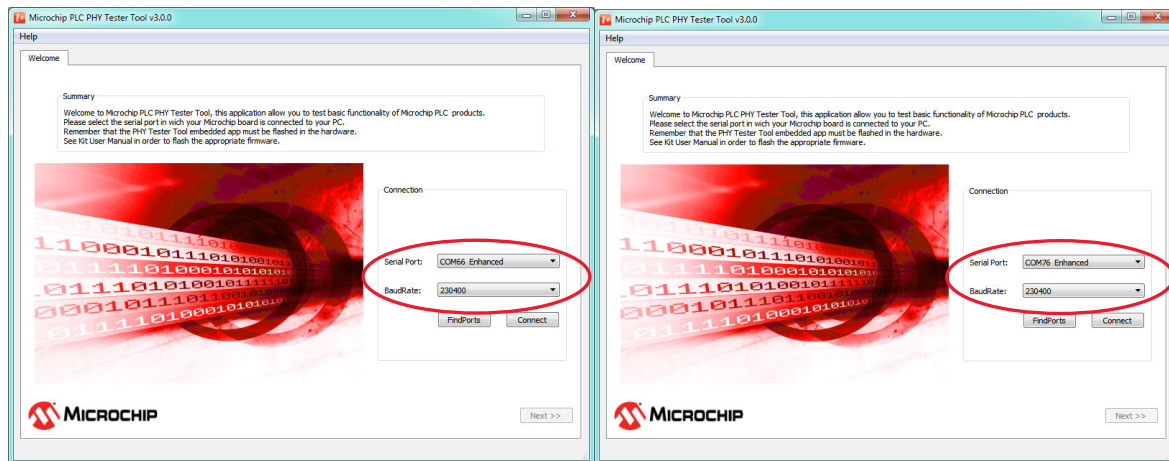 Microchip PLC PHY Tester Tool v3.0.0
Help
Welcome
Summary
Welcome to Microchip PLC PHY Tester Tool, this application allow you to test basic functionality of Microchip PLC products.
Please select the serial port in wich your Microchip board is connected to your PC.
Remember that the PHY Tester Tool embedded app must be flashed in the hardware.
See Kit User Manual in order to flash the appropriate firmware.
Connection
Serial Port: COM66 Enhanced
BaudRate: 230400
FindPorts Connect
MICROCHIP
Next >>
Microchip PLC PHY Tester Tool v3.0.0
Help
Welcome
Summary
Welcome to Microchip PLC PHY Tester Tool, this application allow you to test basic functionality of Microchip PLC products.
Please select the serial port in wich your Microchip board is connected to your PC.
Remember that the PHY Tester Tool embedded app must be flashed in the hardware.
See Kit User Manual in order to flash the appropriate firmware.
Connection
Serial Port: COM76 Enhanced
BaudRate: 230400
FindPorts Connect
MICROCHIP
Next >>